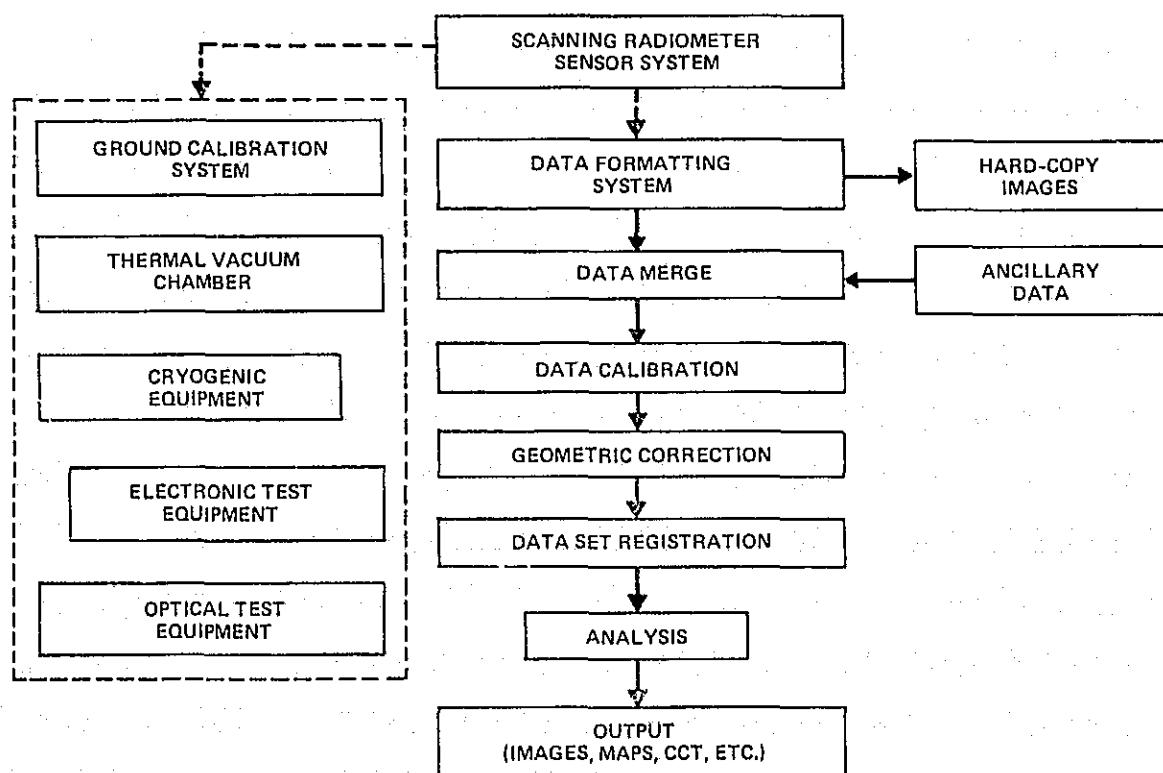 SCANNING RADIOMETER
SENSOR SYSTEM
GROUND CALIBRATION
SYSTEM
THERMAL VACUUM
CHAMBER
CRYOGENIC
EQUIPMENT
ELECTRONIC TEST
EQUIPMENT
OPTICAL TEST
EQUIPMENT
DATA FORMATTING
SYSTEM
HARD-COPY
IMAGES
DATA MERGE
ANCILLARY
DATA
DATA CALIBRATION
GEOMETRIC CORRECTION
DATA SET REGISTRATION
ANALYSIS
OUTPUT
(IMAGES, MAPS, CCT, ETC.)